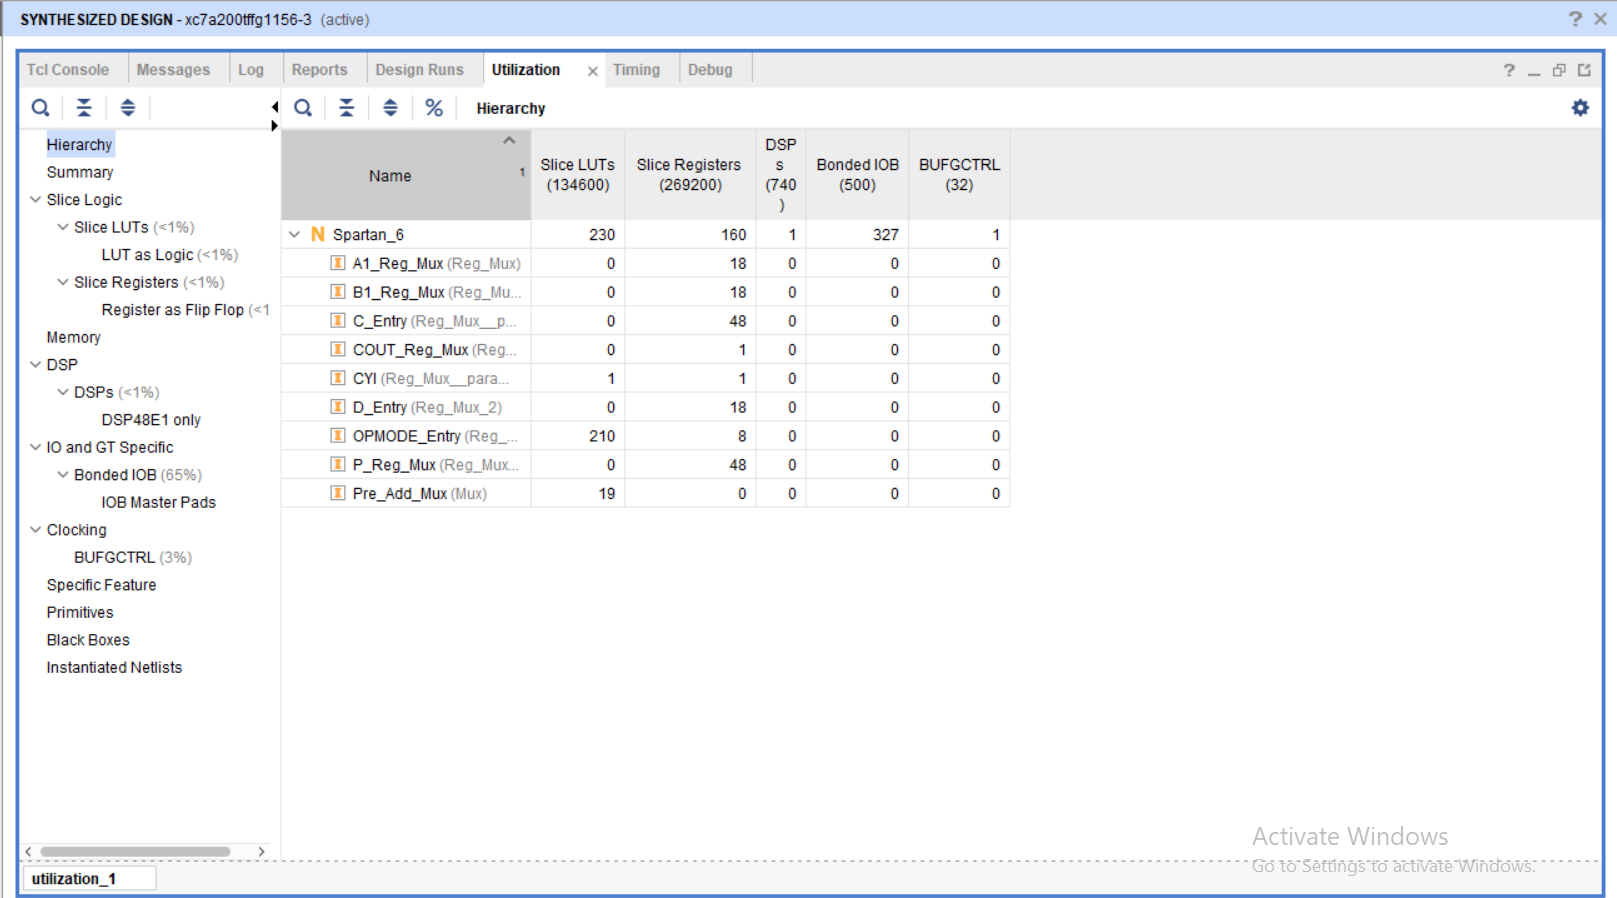 SYNTHESIZED DESIGN - xc7a200tffg1156-3 (active)
? ×
Tcl Console Messages Log Reports Design Runs Utilization × Timing Debug
?
% Hierarchy
Hierarchy
Summary
Slice Logic
Slice LUTs (<1%)
LUT as Logic (<1%)
Slice Registers (<1%)
Register as Flip Flop (<1
Memory
DSP
DSPs (<1%)
DSP48E1 only
IO and GT Specific
Bonded IOB (65%)
IOB Master Pads
Clocking
BUFGCTRL (3%)
Specific Feature
Primitives
Black Boxes
Instantiated Netlists
Name 1 Slice LUTs (134600) Slice Registers (269200) DSPs (740) Bonded IOB (500) BUFGCTRL (32)
N Spartan_6 230 160 1 327 1
I A1_Reg_Mux (Reg_Mux) 0 18 0 0 0
I B1_Reg_Mux (Reg_Mu... 0 18 0 0 0
I C_Entry (Reg_Mux__p... 0 48 0 0 0
I COUT_Reg_Mux (Reg... 0 1 0 0 0
I CYI (Reg_Mux__para... 1 1 0 0 0
I D_Entry (Reg_Mux_2) 0 18 0 0 0
I OPMODE_Entry (Reg_... 210 8 0 0 0
I P_Reg_Mux (Reg_Mux... 0 48 0 0 0
I Pre_Add_Mux (Mux) 19 0 0 0 0
Activate Windows
Go to Settings to activate Windows.
utilization_1